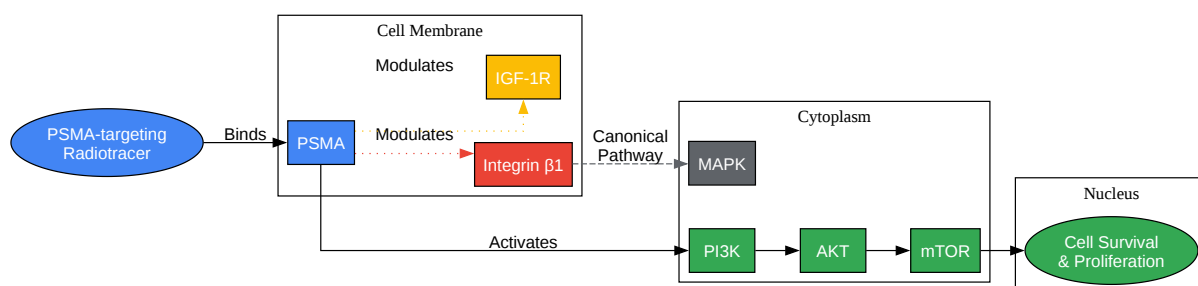 Cell Membrane
Modulates
IGF-1R
PSMA-targeting
Radiotracer
Binds
PSMA
Modulates
Integrin β1
Canonical
Pathway
Cytoplasm
MAPK
Activates
PI3K
AKT
mTOR
Nucleus
Cell Survival
& Proliferation